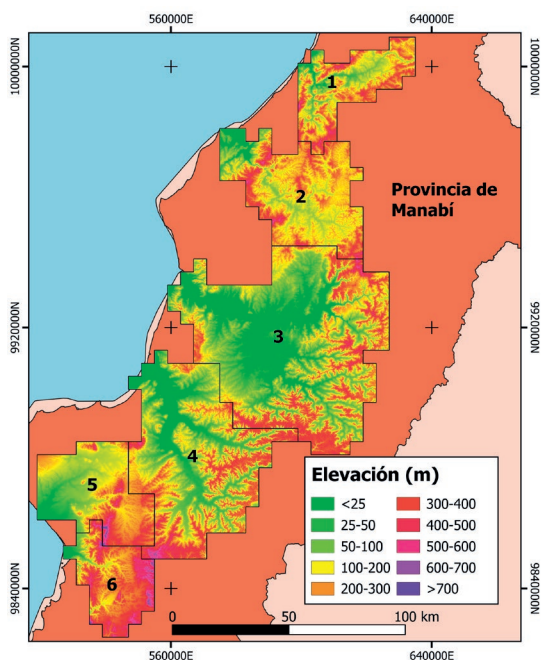 560000E
640000E
10000000N
10000000N
1
Provincia de
Manabí
2
9920000N
9920000N
3
4
5
6
Elevación (m)
<25
25-50
50-100
100-200
200-300
300-400
400-500
500-600
600-700
>700
9840000N
9840000N
0
50
100 km
560000E
640000E